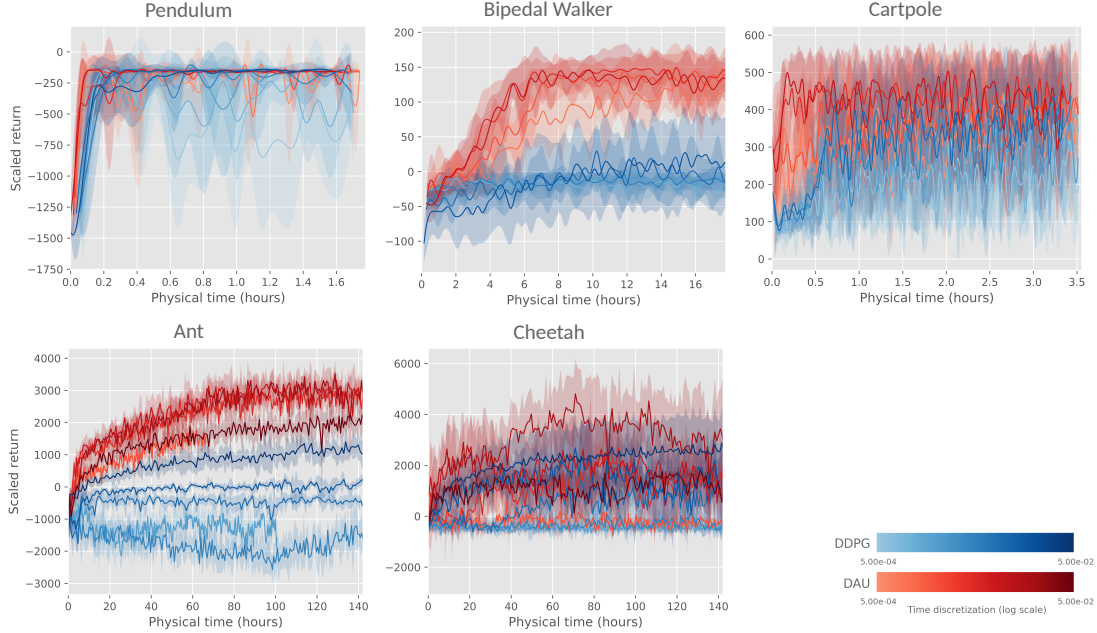 Pendulum
Bipedal Walker
Cartpole
Scaled return
0
−250
−500
−750
−1000
−1250
−1500
−1750
0.0 0.2 0.4 0.6 0.8 1.0 1.2 1.4 1.6
Physical time (hours)
200
150
100
50
0
−50
−100
0 2 4 6 8 10 12 14 16
Physical time (hours)
600
500
400
300
200
100
0
0.0 0.5 1.0 1.5 2.0 2.5 3.0 3.5
Physical time (hours)
Ant
Cheetah
Scaled return
4000
3000
2000
1000
0
−1000
−2000
−3000
0 20 40 60 80 100 120 140
Physical time (hours)
6000
4000
2000
0
−2000
0 20 40 60 80 100 120 140
Physical time (hours)
DDPG
5.00e-04 5.00e-02
DAU
5.00e-04 5.00e-02
Time discretization (log scale)